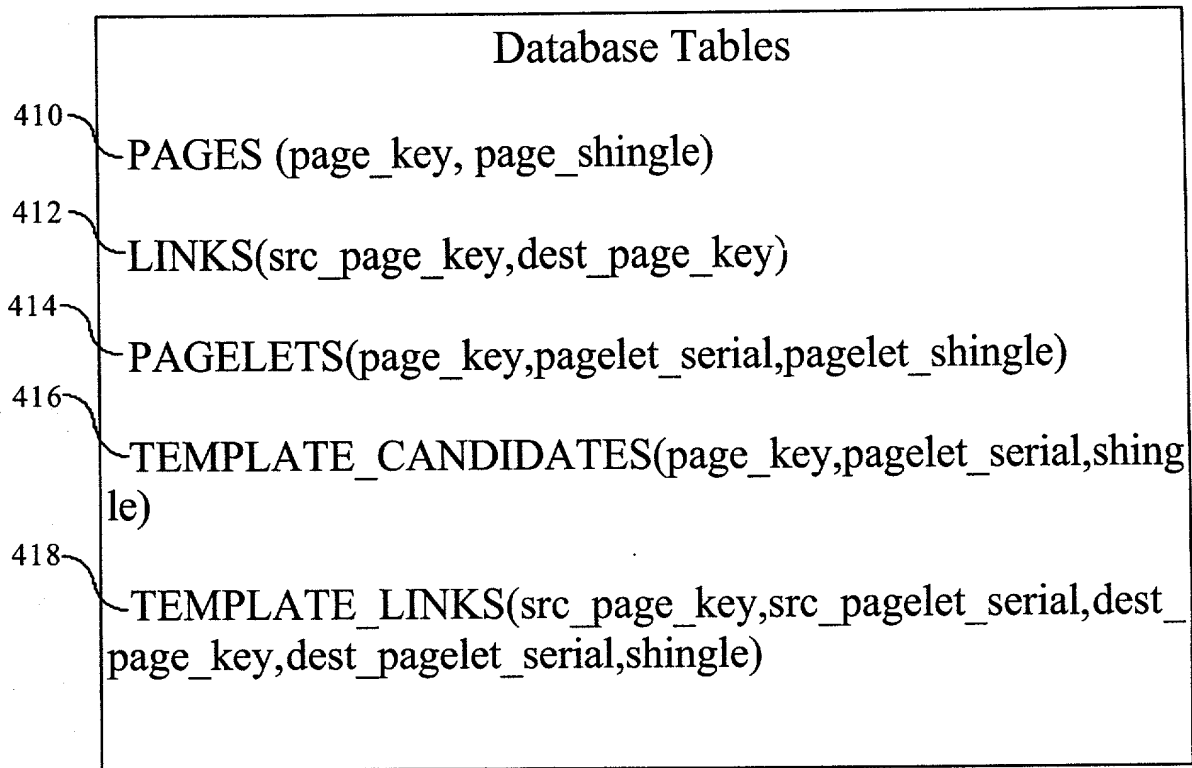 Database Tables
410
PAGES (page_key, page_shingle)
412
LINKS(src_page_key,dest_page_key)
414
PAGELETS(page_key,pagelet_serial,pagelet_shingle)
416
TEMPLATE_CANDIDATES(page_key,pagelet_serial,shing
le)
418
TEMPLATE_LINKS(src_page_key,src_pagelet_serial,dest_
page_key,dest_pagelet_serial,shingle)